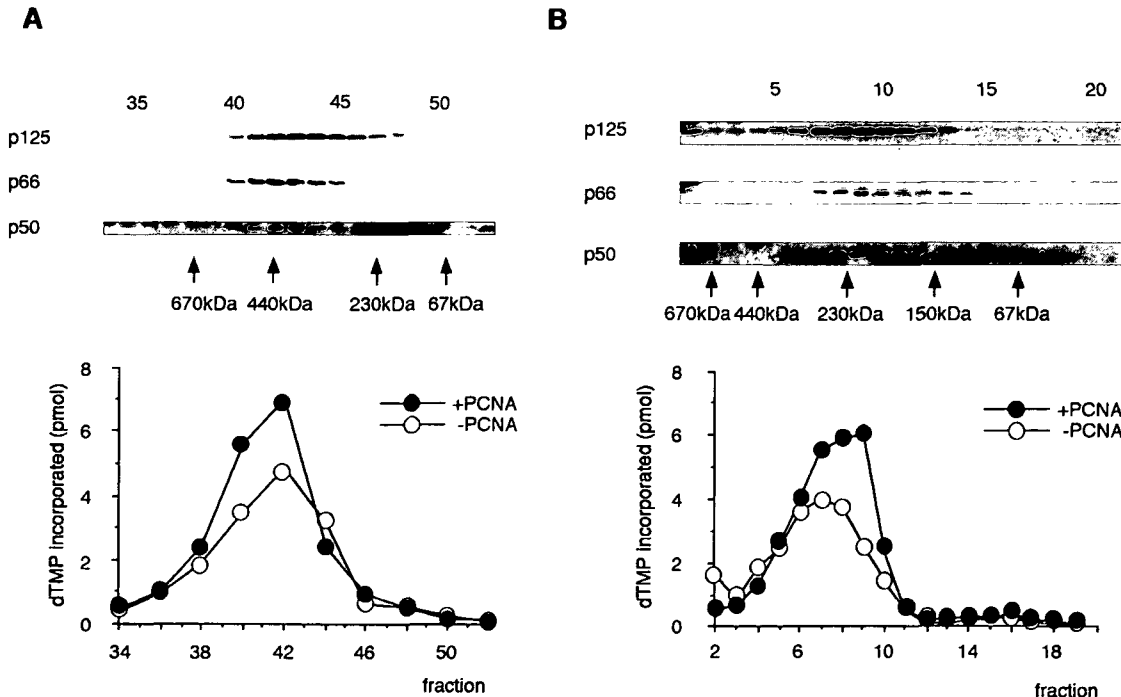 A
35 40 45 50
p125
p66
p50
670kDa 440kDa 230kDa 67kDa
8
6
4
2
0
dTMP incorporated (pmol)
+PCNA
-PCNA
34 38 42 46 50
fraction
B
5 10 15 20
p125
p66
p50
670kDa 440kDa 230kDa 150kDa 67kDa
8
6
4
2
0
dTMP incorporated (pmol)
+PCNA
-PCNA
2 6 10 14 18
fraction